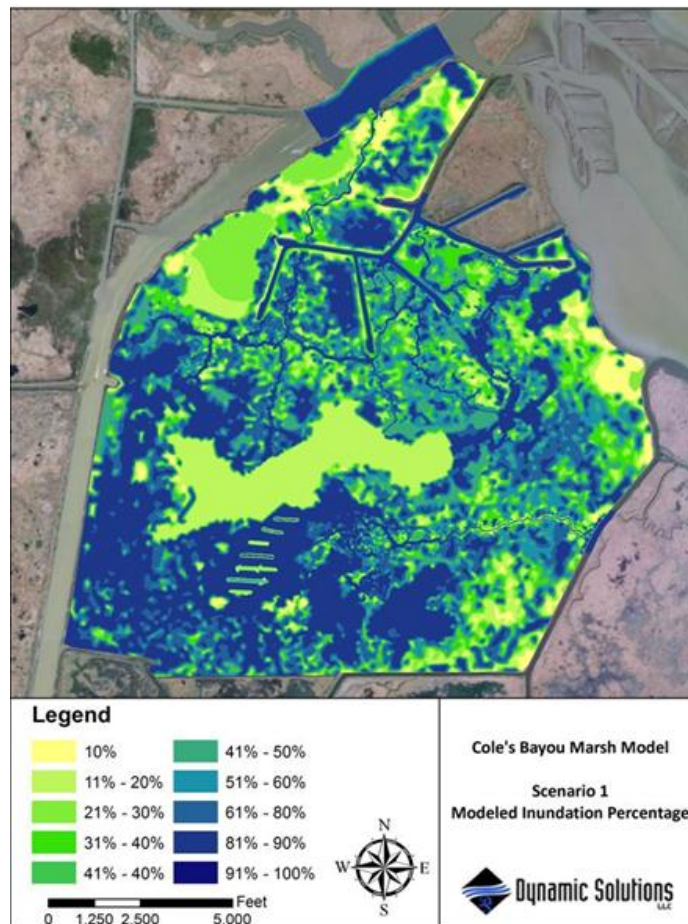 Legend
10%
11% - 20%
21% - 30%
31% - 40%
41% - 40%
41% - 50%
51% - 60%
61% - 80%
81% - 90%
91% - 100%
N
W E
S
Feet
0 1,250 2,500 5,000
Cole's Bayou Marsh Model
Scenario 1
Modeled Inundation Percentage
Dynamic Solutions
LLC